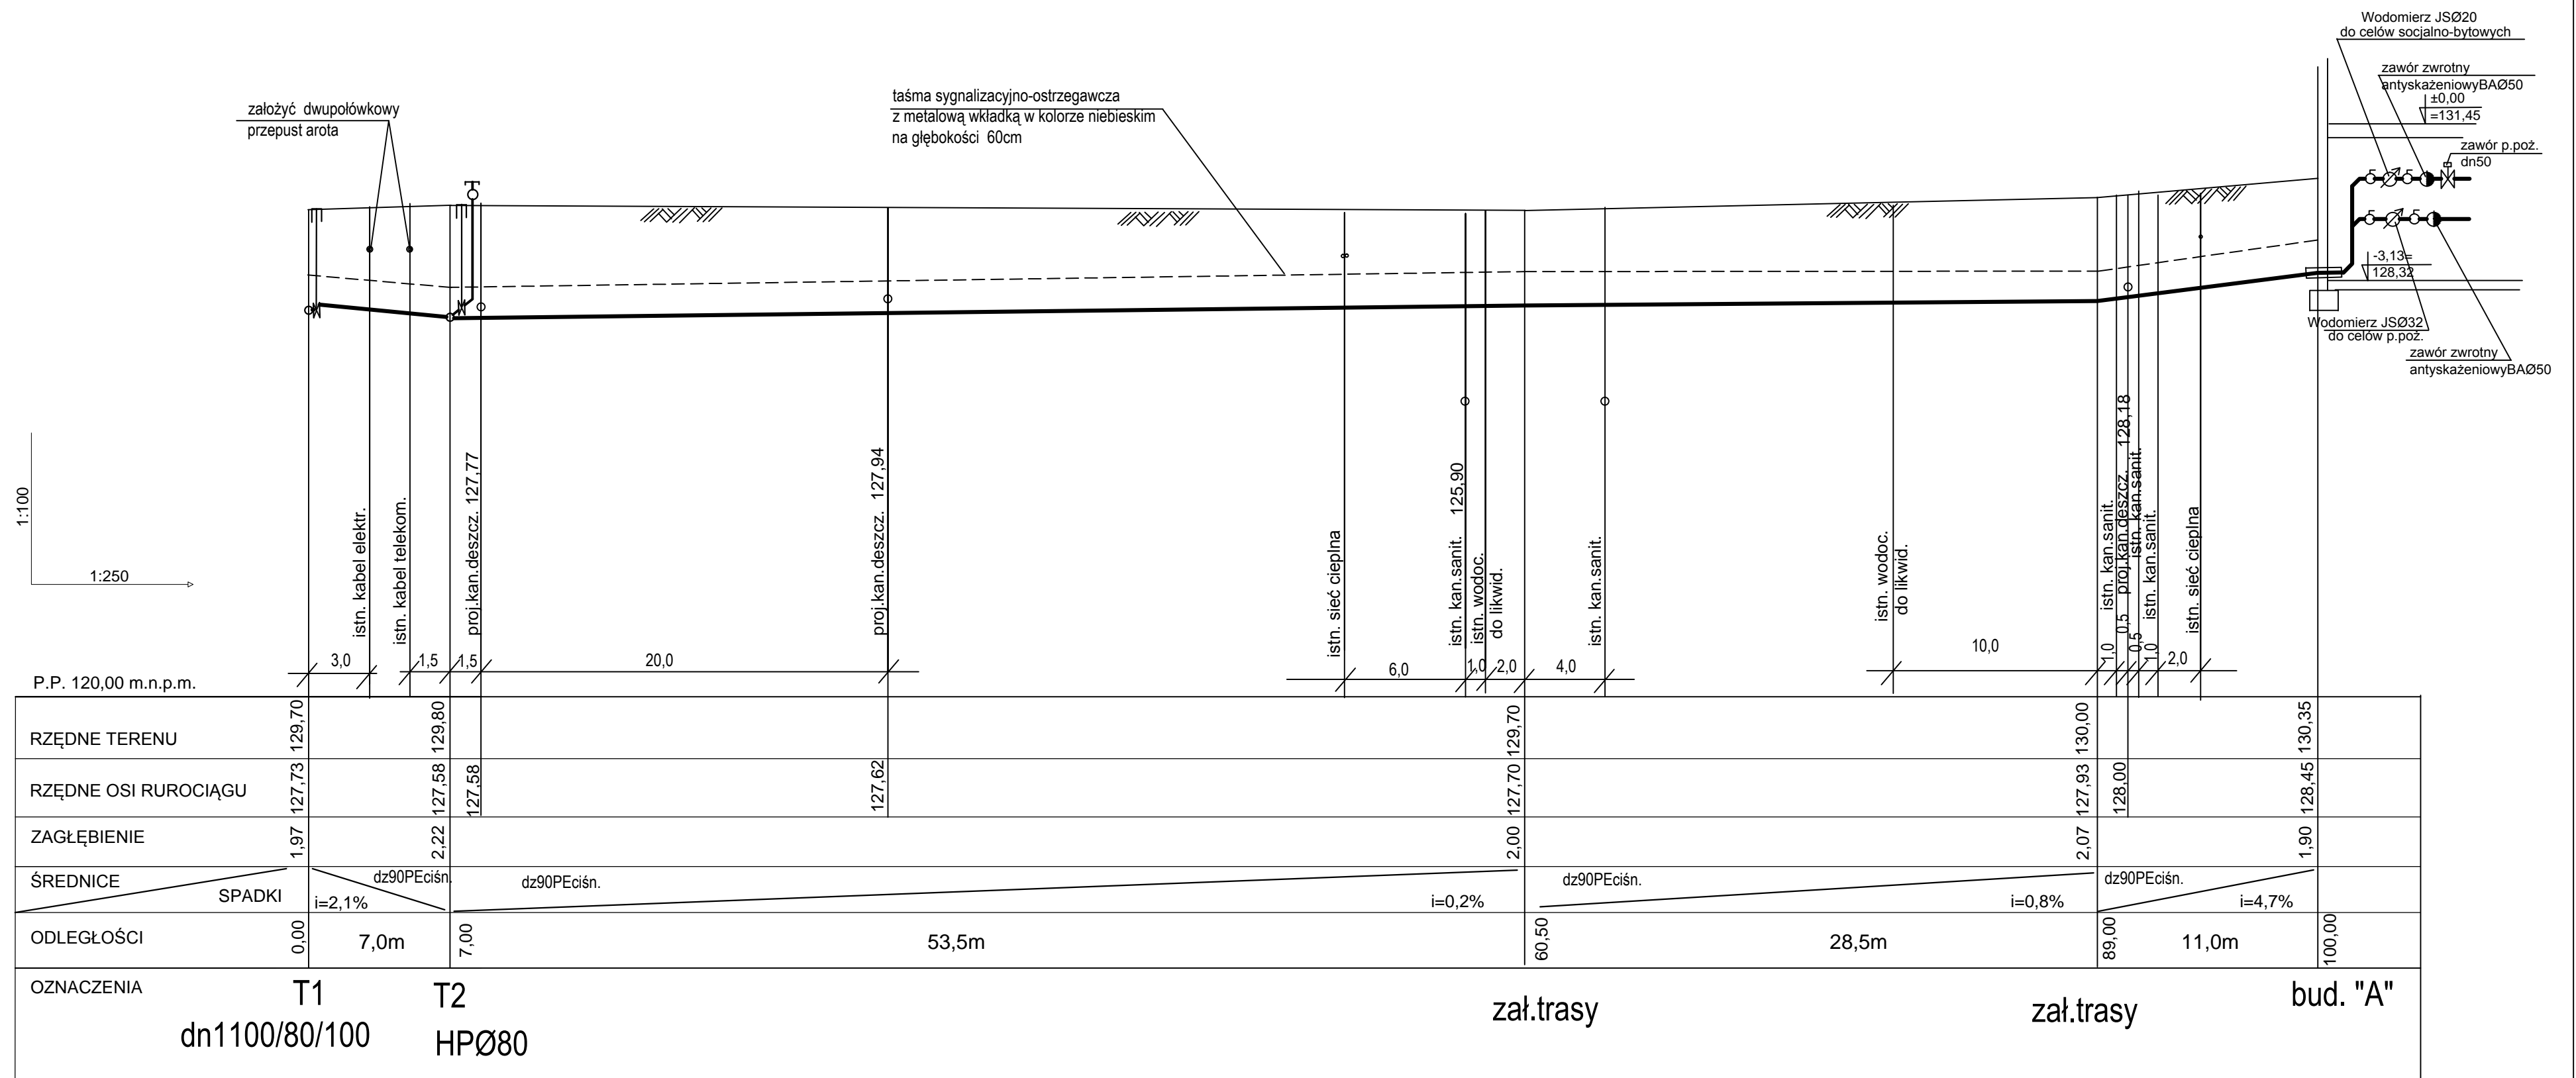 Wodomierz JSØ20
do celów socjalno-bytowych
zawór zwrotny
antyskażeniowyBAØ50
±0,00
=131,45
zawór p.poż.
dn50
założyć dwupołówkowy
przepust arota
taśma sygnalizacyjno-ostrzegawcza
z metalową wkładką w kolorze niebieskim
na głębokości 60cm
-3,13=
128,32
Wodomierz JSØ32
do celów p.poż.
zawór zwrotny
antyskażeniowyBAØ50
1:100
1:250
istn. kabel elektr.
istn. kabel telekom.
proj.kan.deszcz. 127,77
proj.kan.deszcz. 127,94
istn. sieć cieplna
istn. kan.sanit. 125,90
istn. wodoc.
do likwid.
istn. kan.sanit.
istn. wodoc.
do likwid.
istn. kan.sanit.
proj.kan.deszcz. 128,18
istn. kan.sanit.
istn. kan.sanit.
istn. sieć cieplna
3,0 1,5 1,5 20,0 6,0 1,0 2,0 4,0 10,0 1,0 0,5 0,5 1,0 2,0
P.P. 120,00 m.n.p.m.
RZĘDNE TERENU 129,70 129,80 129,70 130,00 130,35
RZĘDNE OSI RUROCIĄGU 127,73 127,58 127,58 127,62 127,70 127,93 128,00 128,45
ZAGŁĘBIENIE 1,97 2,22 2,00 2,07 1,90
ŚREDNICE dz90PEciśn. dz90PEciśn. dz90PEciśn. dz90PEciśn.
SPADKI i=2,1% i=0,2% i=0,8% i=4,7%
ODLEGŁOŚCI 0,00 7,0m 7,00 53,5m 60,50 28,5m 89,00 11,0m 100,00
OZNACZENIA T1 T2 zał.trasy zał.trasy bud. "A"
dn1100/80/100 HPØ80